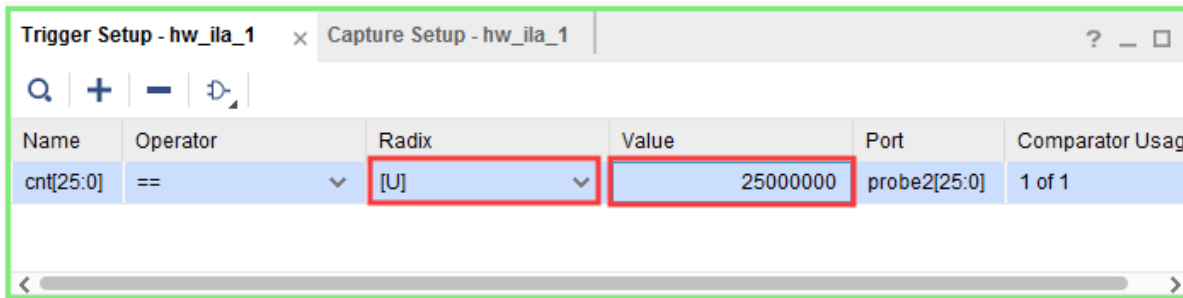 Trigger Setup - hw_ila_1 × Capture Setup - hw_ila_1 ?
Name Operator Radix Value Port Comparator Usag
cnt[25:0] == [U] 25000000 probe2[25:0] 1 of 1